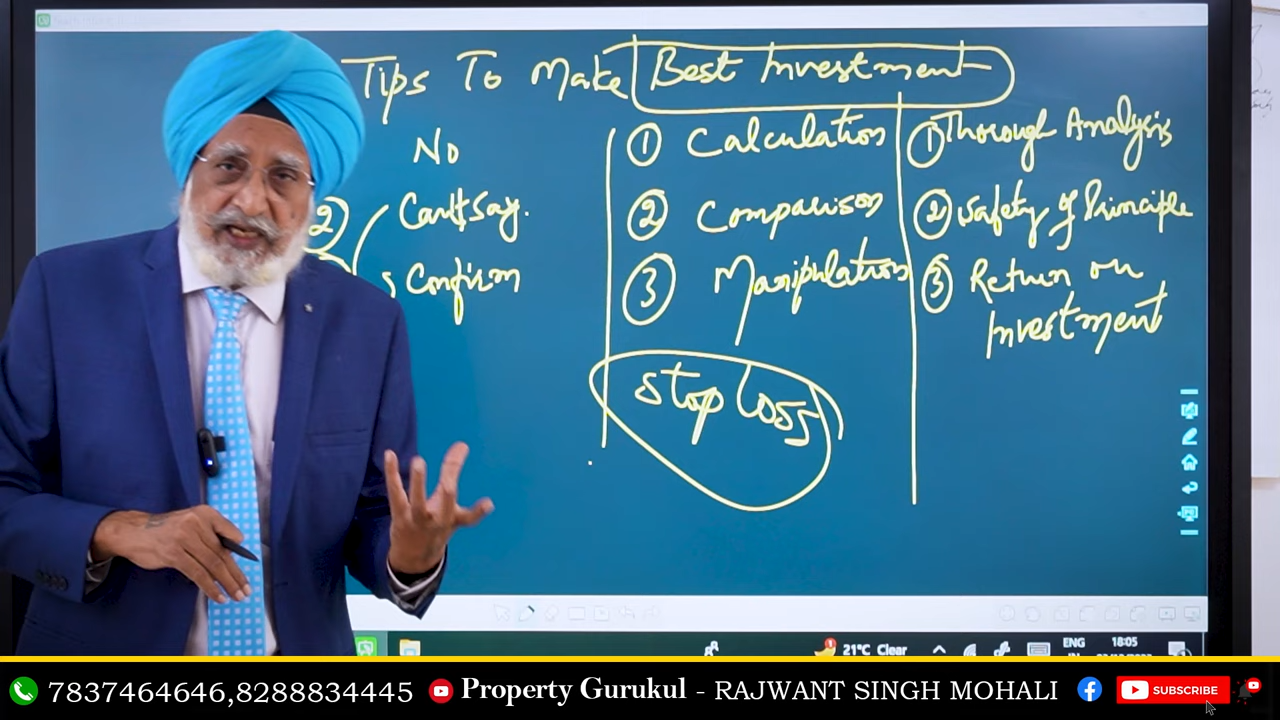 Tips To Make Best Investment
No
② Can't say.
Confirm
① Calculation
② Comparison
③ Manipulation
Stop loss
① Thorough Analysis
② Safety of Principle
③ Return on
Investment
21°C Clear
ENG
IN
18:05
7837464646,8288834445
Property Gurukul - RAJWANT SINGH MOHALI
SUBSCRIBE